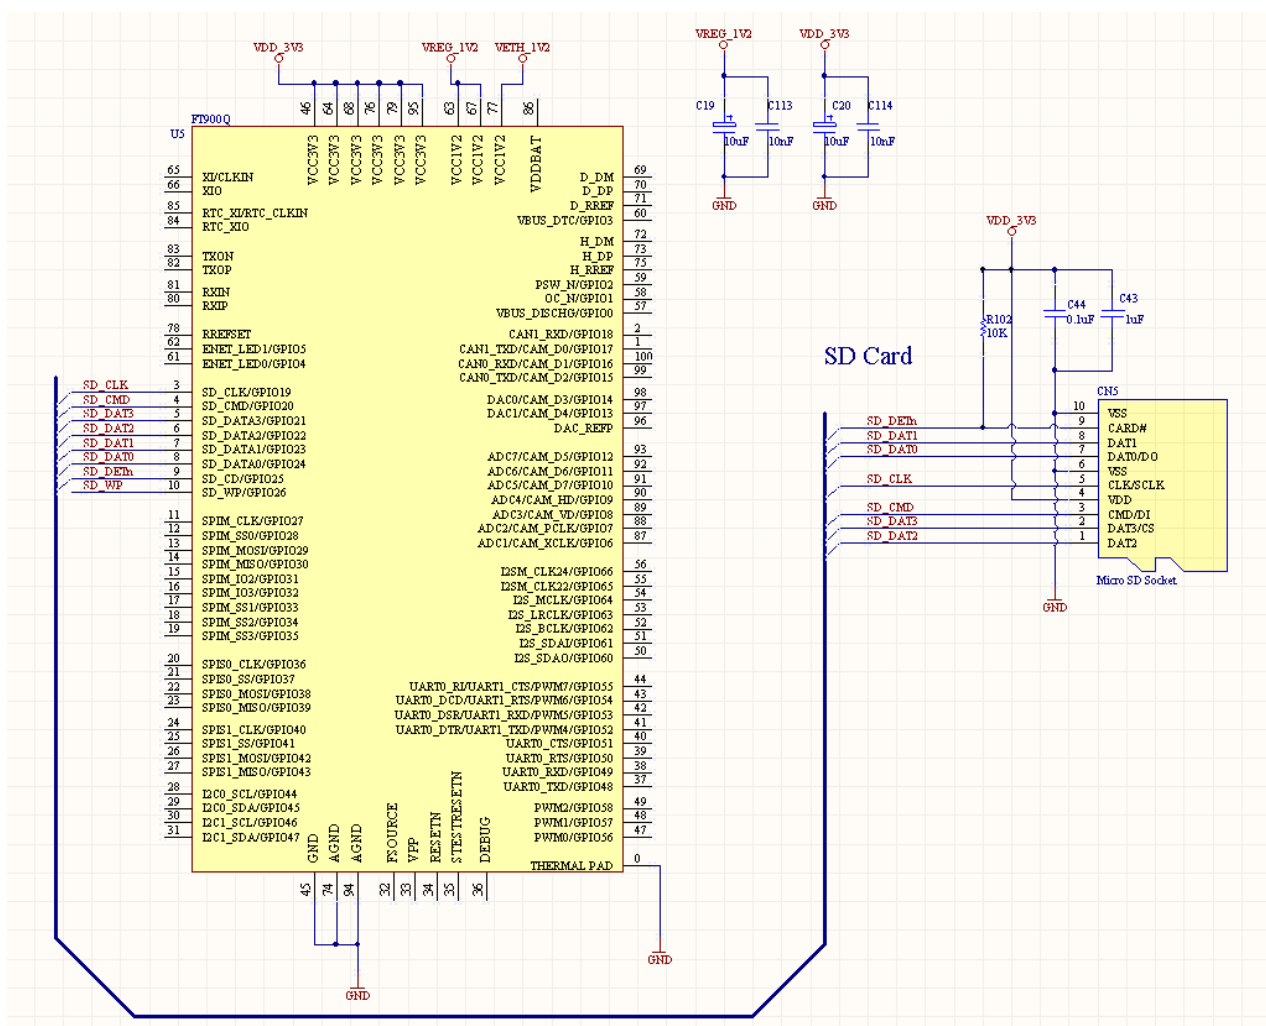 VDD_3V3
VREG_1V2
VETH_1V2
46
64
68
76
79
95
63
67
77
86
FT900Q
U5
VCC3V3
VCC3V3
VCC3V3
VCC3V3
VCC3V3
VCC3V3
VCC1V2
VCC1V2
VCC1V2
VDDBAT
65 XI/CLKIN
66 XIO
85 RTC_XI/RTC_CLKIN
84 RTC_XIO
83 TXON
82 TXOP
81 RXIN
80 RXIP
78 RREFSET
62 ENET_LED1/GPIO5
61 ENET_LED0/GPIO4
SD_CLK 3 SD_CLK/GPIO19
SD_CMD 4 SD_CMD/GPIO20
SD_DAT3 5 SD_DATA3/GPIO21
SD_DAT2 6 SD_DATA2/GPIO22
SD_DAT1 7 SD_DATA1/GPIO23
SD_DAT0 8 SD_DATA0/GPIO24
SD_DETn 9 SD_CD/GPIO25
SD_WP 10 SD_WP/GPIO26
11 SPIM_CLK/GPIO27
12 SPIM_SS0/GPIO28
13 SPIM_MOSI/GPIO29
14 SPIM_MISO/GPIO30
15 SPIM_IO2/GPIO31
16 SPIM_IO3/GPIO32
17 SPIM_SS1/GPIO33
18 SPIM_SS2/GPIO34
19 SPIM_SS3/GPIO35
20 SPIS0_CLK/GPIO36
21 SPIS0_SS/GPIO37
22 SPIS0_MOSI/GPIO38
23 SPIS0_MISO/GPIO39
24 SPIS1_CLK/GPIO40
25 SPIS1_SS/GPIO41
26 SPIS1_MOSI/GPIO42
27 SPIS1_MISO/GPIO43
28 I2C0_SCL/GPIO44
29 I2C0_SDA/GPIO45
30 I2C1_SCL/GPIO46
31 I2C1_SDA/GPIO47
D_DM 69
D_DP 70
D_RREF 71
VBUS_DTC/GPIO3 60
H_DM 72
H_DP 73
H_RREF 75
PSW_N/GPIO2 59
OC_N/GPIO1 58
VBUS_DISCHG/GPIO0 57
CAN1_RXD/GPIO18 2
CAN1_TXD/CAM_D0/GPIO17 1
CAN0_RXD/CAM_D1/GPIO16 100
CAN0_TXD/CAM_D2/GPIO15 99
DAC0/CAM_D3/GPIO14 98
DAC1/CAM_D4/GPIO13 97
DAC_REFP 96
ADC7/CAM_D5/GPIO12 93
ADC6/CAM_D6/GPIO11 92
ADC5/CAM_D7/GPIO10 91
ADC4/CAM_HD/GPIO9 90
ADC3/CAM_VD/GPIO8 89
ADC2/CAM_PCLK/GPIO7 88
ADC1/CAM_XCLK/GPIO6 87
I2SM_CLK24/GPIO66 56
I2SM_CLK22/GPIO65 55
I2S_MCLK/GPIO64 54
I2S_LRCLK/GPIO63 53
I2S_BCLK/GPIO62 52
I2S_SDAI/GPIO61 51
I2S_SDAO/GPIO60 50
UART0_RI/UART1_CTS/PWM7/GPIO55 44
UART0_DCD/UART1_RTS/PWM6/GPIO54 43
UART0_DSR/UART1_RXD/PWM5/GPIO53 42
UART0_DTR/UART1_TXD/PWM4/GPIO52 41
UART0_CTS/GPIO51 40
UART0_RTS/GPIO50 39
UART0_RXD/GPIO49 38
UART0_TXD/GPIO48 37
PWM2/GPIO58 49
PWM1/GPIO57 48
PWM0/GPIO56 47
THERMAL PAD 0
GND
AGND
AGND
FSOURCE
VPP
RESETN
STESTRESETN
DEBUG
45
74
94
32
33
34
35
36
GND
GND
VREG_1V2
C19
+
10uF
C113
10nF
GND
VDD_3V3
C20
+
10uF
C114
10nF
GND
VDD_3V3
R102
10K
C44
0.1uF
C43
1uF
SD Card
CN5
10 VSS
SD_DETn 9 CARD#
SD_DAT1 8 DAT1
SD_DAT0 7 DAT0/DO
6 VSS
SD_CLK 5 CLK/SCLK
4 VDD
SD_CMD 3 CMD/DI
SD_DAT3 2 DAT3/CS
SD_DAT2 1 DAT2
Micro SD Socket
GND